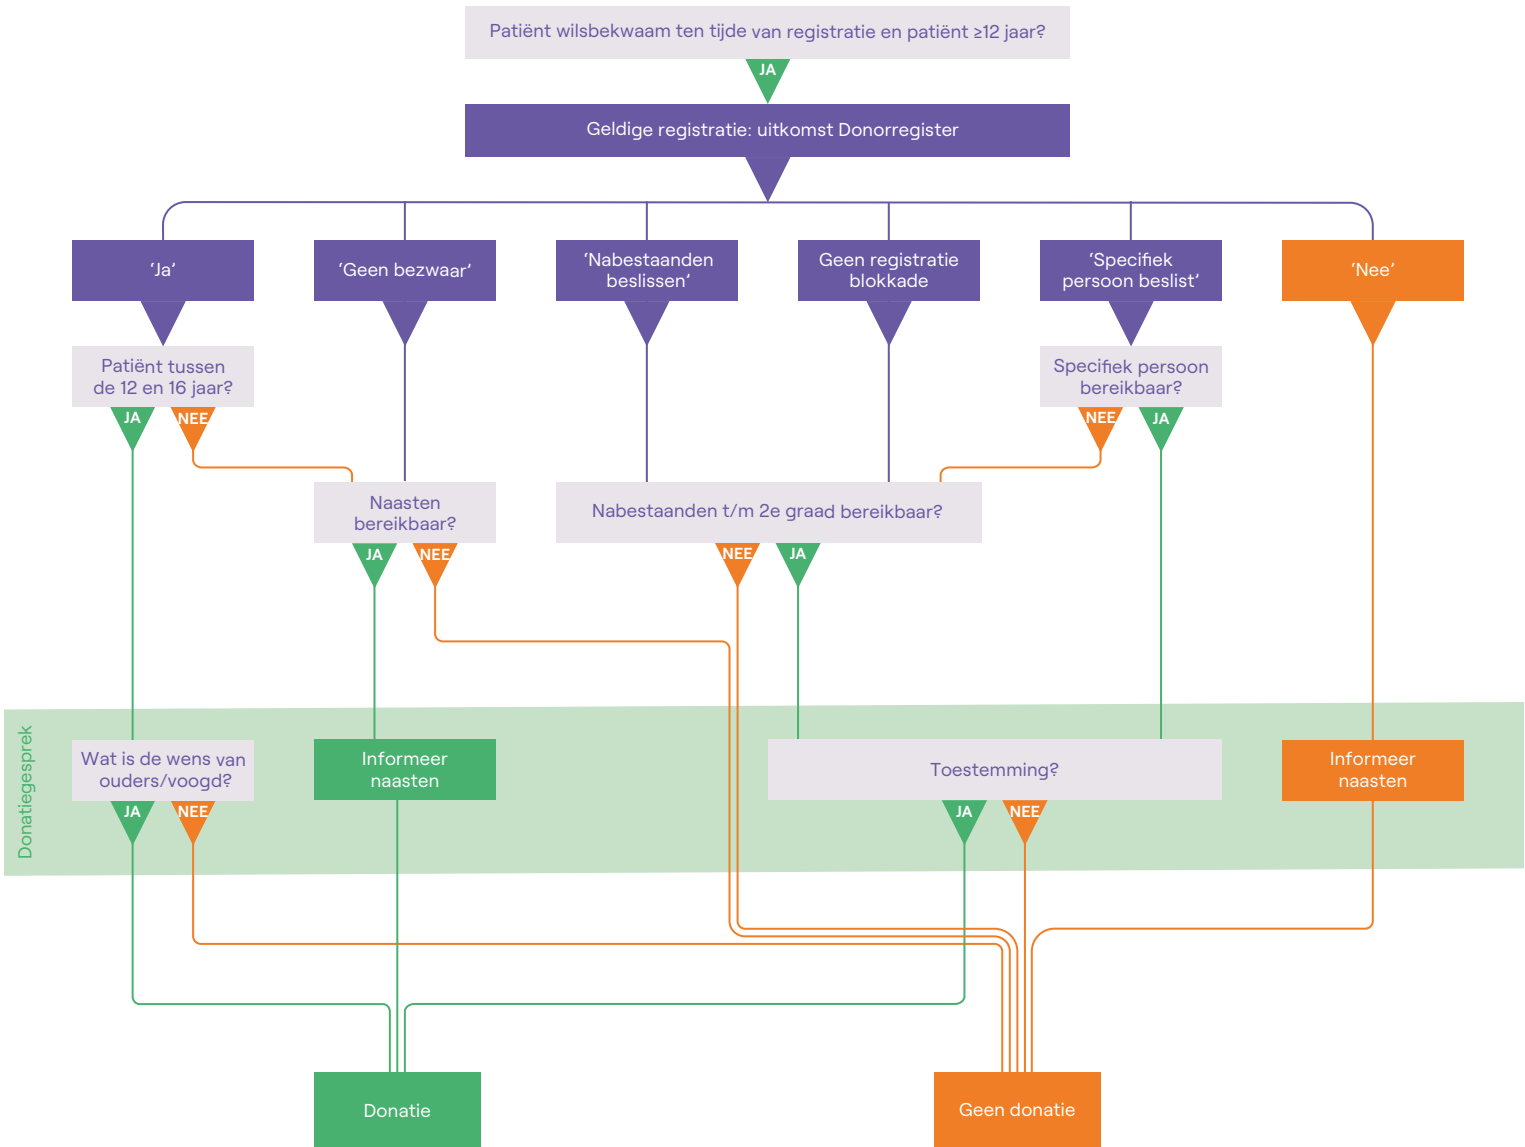 Patiënt wilsbekwaam ten tijde van registratie en patiënt ≥12 jaar?
JA
Geldige registratie: uitkomst Donorregister
‘Ja’
‘Geen bezwaar’
‘Nabestaanden
beslissen’
Geen registratie
blokkade
‘Specifiek
persoon beslist’
‘Nee’
Patiënt tussen
de 12 en 16 jaar?
JA
NEE
Specifiek persoon
bereikbaar?
NEE
JA
Naasten
bereikbaar?
JA
NEE
Nabestaanden t/m 2e graad bereikbaar?
NEE
JA
Donatiegesprek
Wat is de wens van
ouders/voogd?
JA
NEE
Informeer
naasten
Toestemming?
JA
NEE
Informeer
naasten
Donatie
Geen donatie